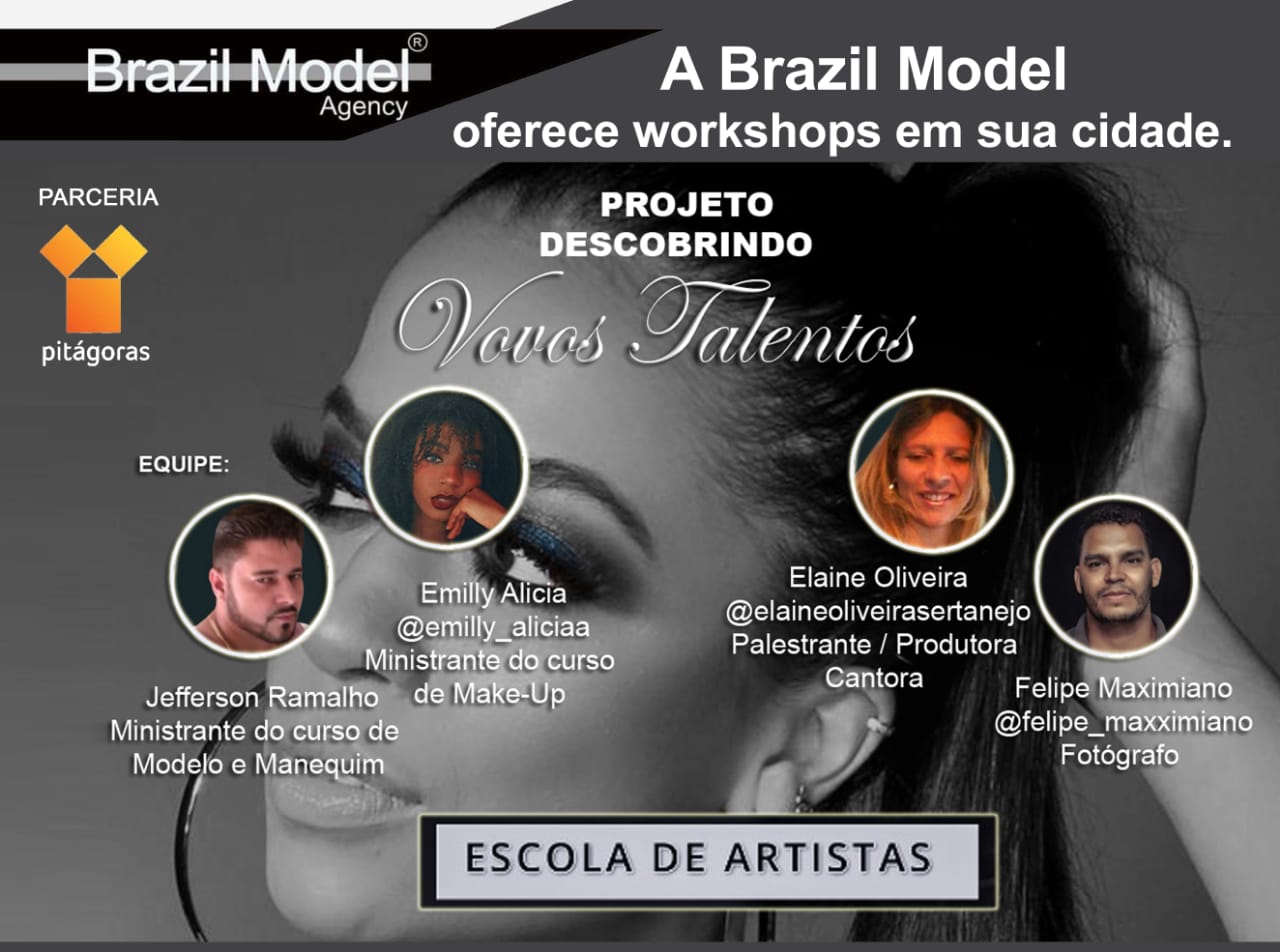 Brazil Model®
Agency
A Brazil Model
oferece workshops em sua cidade.
PARCERIA
pitágoras
PROJETO
DESCOBRINDO
Vovos Talentos
EQUIPE:
Jefferson Ramalho
Ministrante do curso de
Modelo e Manequim
Emilly Alicia
@emilly_aliciaa
Ministrante do curso
de Make-Up
Elaine Oliveira
@elaineoliveirasertanejo
Palestrante / Produtora
Cantora
Felipe Maximiano
@felipe_maxximiano
Fotógrafo
ESCOLA DE ARTISTAS